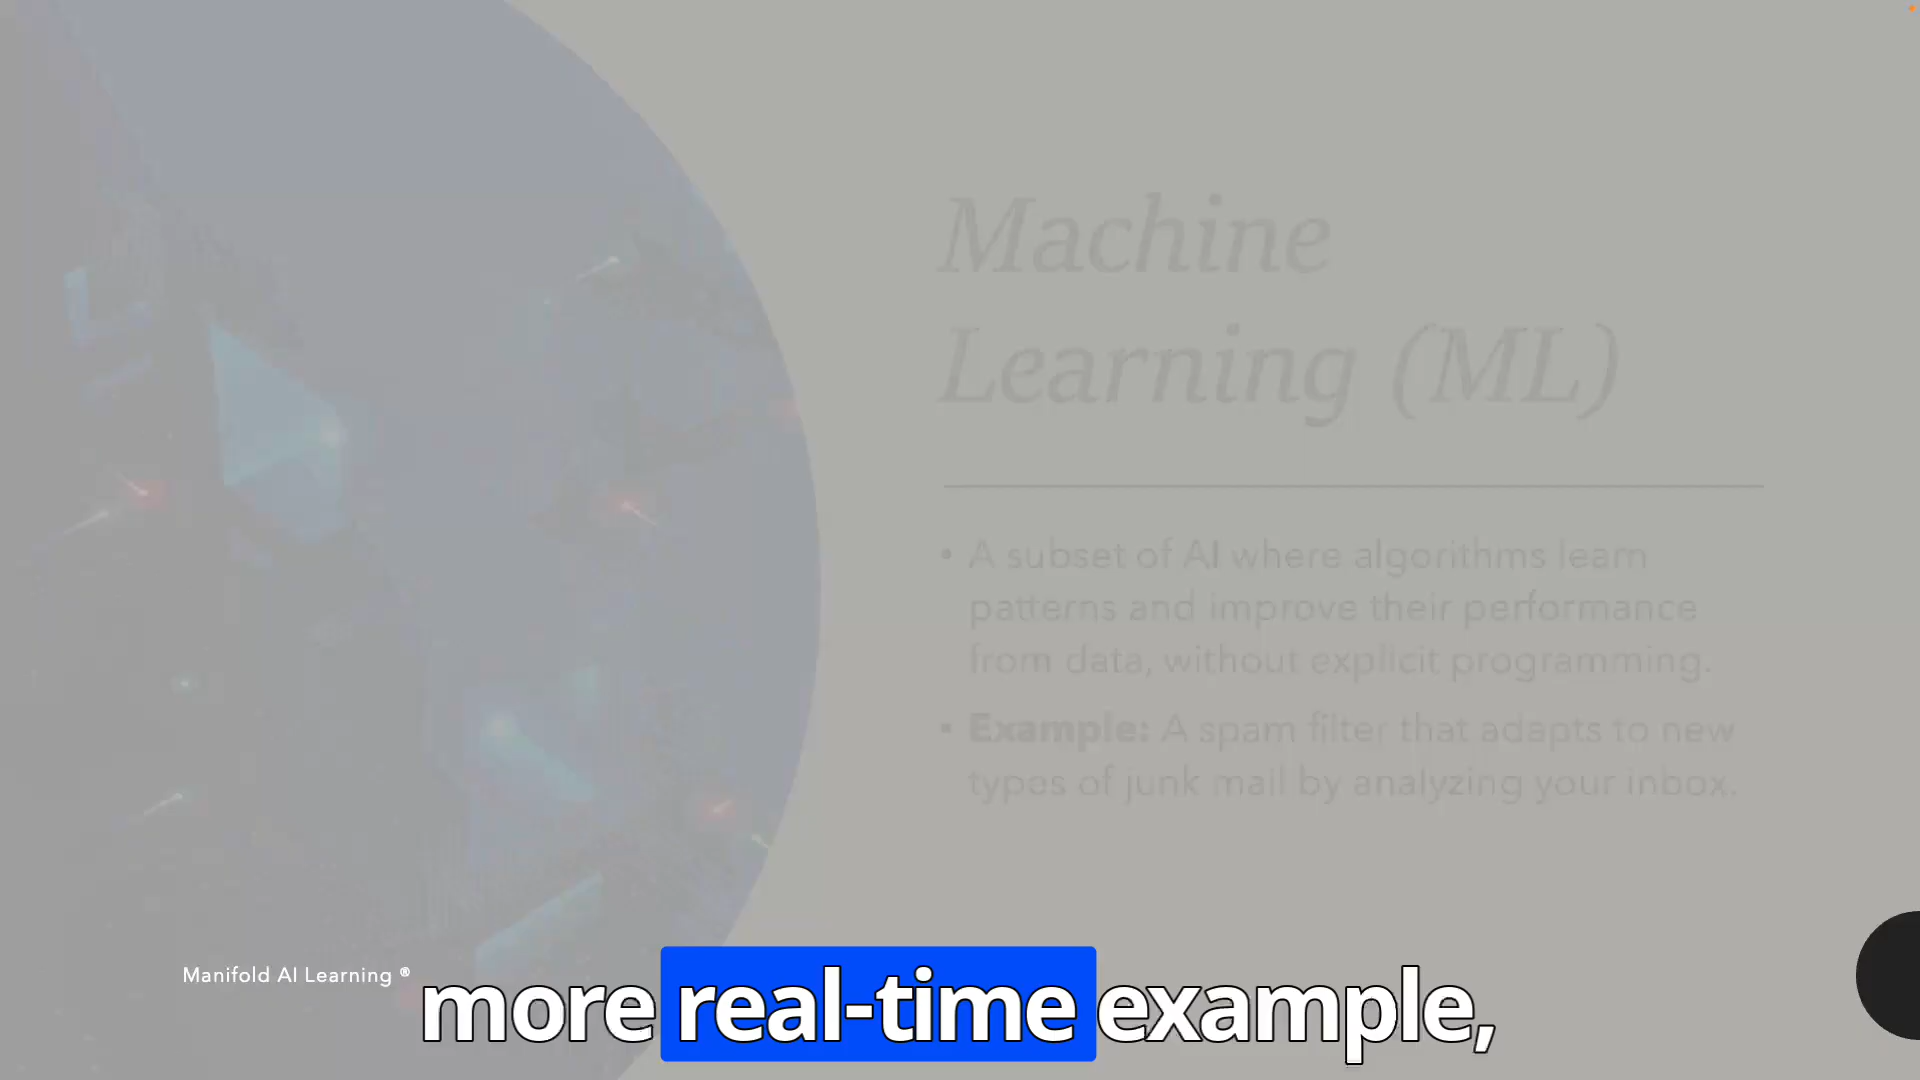 Machine
Learning (ML)
• A subset of AI where algorithms learn
patterns and improve their performance
from data, without explicit programming.
• Example: A spam filter that adapts to new
types of junk mail by analyzing your inbox.
Manifold AI Learning ®
more real-time example,